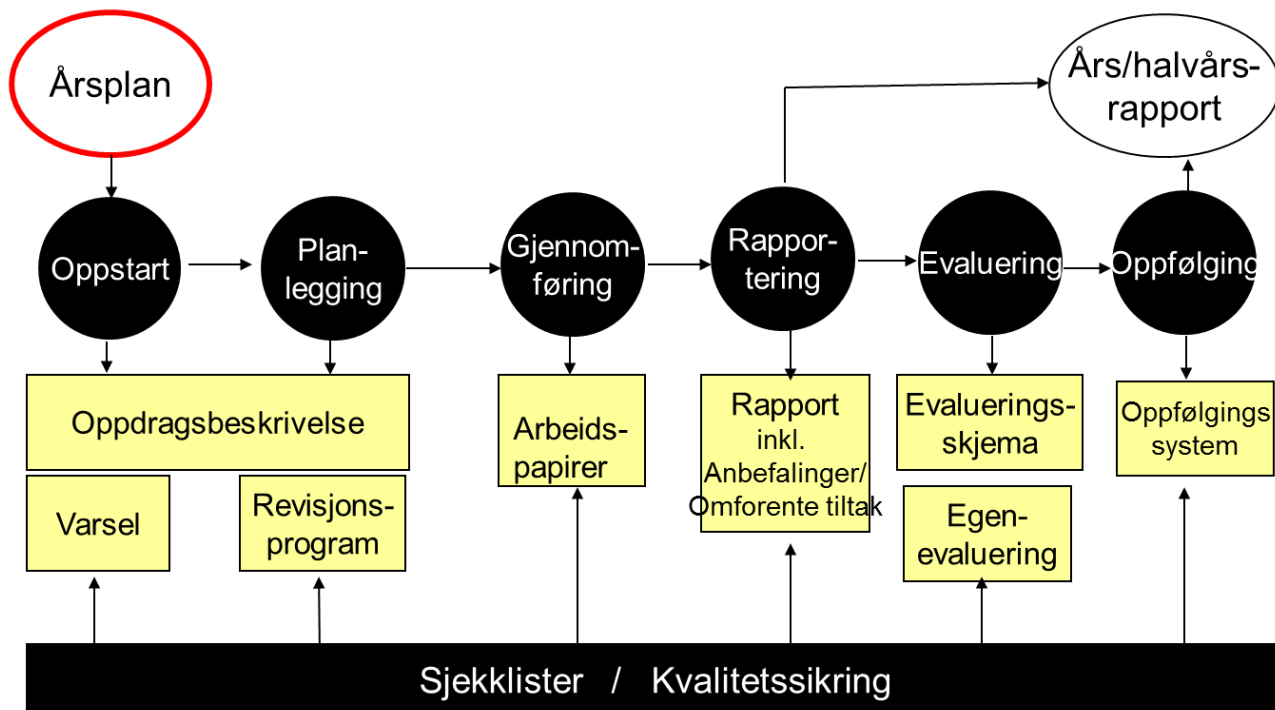 Årsplan
Års/halvårs-
rapport
Oppstart
Plan-
legging
Gjennom-
føring
Rappor-
tering
Evaluering
Oppfølging
Oppdragsbeskrivelse
Varsel
Revisjons-
program
Arbeids-
papirer
Rapport
inkl.
Anbefalinger/
Omforente tiltak
Evaluerings-
skjema
Egen-
evaluering
Oppfølgings
system
Sjekklister / Kvalitetssikring